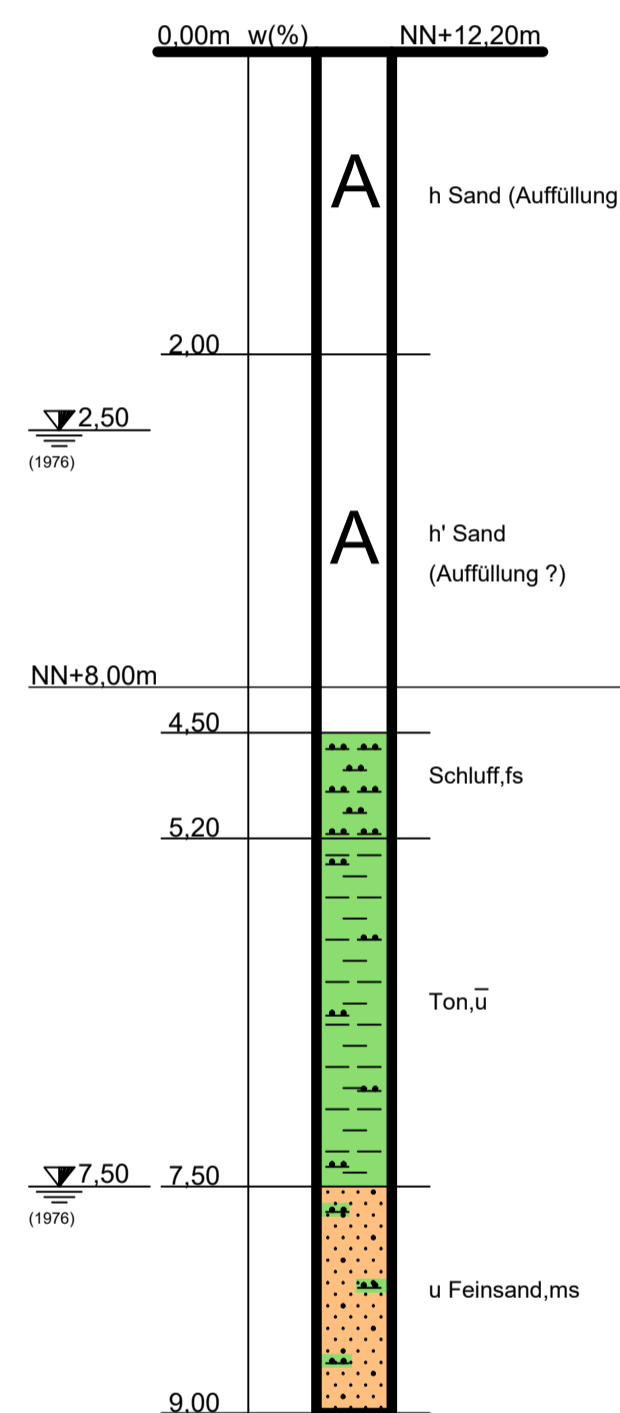 0,00m w(%) NN+12,20m
A
h Sand (Auffüllung
2,00
2,50
(1976)
A
h' Sand
(Auffüllung ?)
NN+8,00m
4,50
Schluff,fs
5,20
Ton,u̅
7,50 7,50
(1976)
u Feinsand,ms
9,00